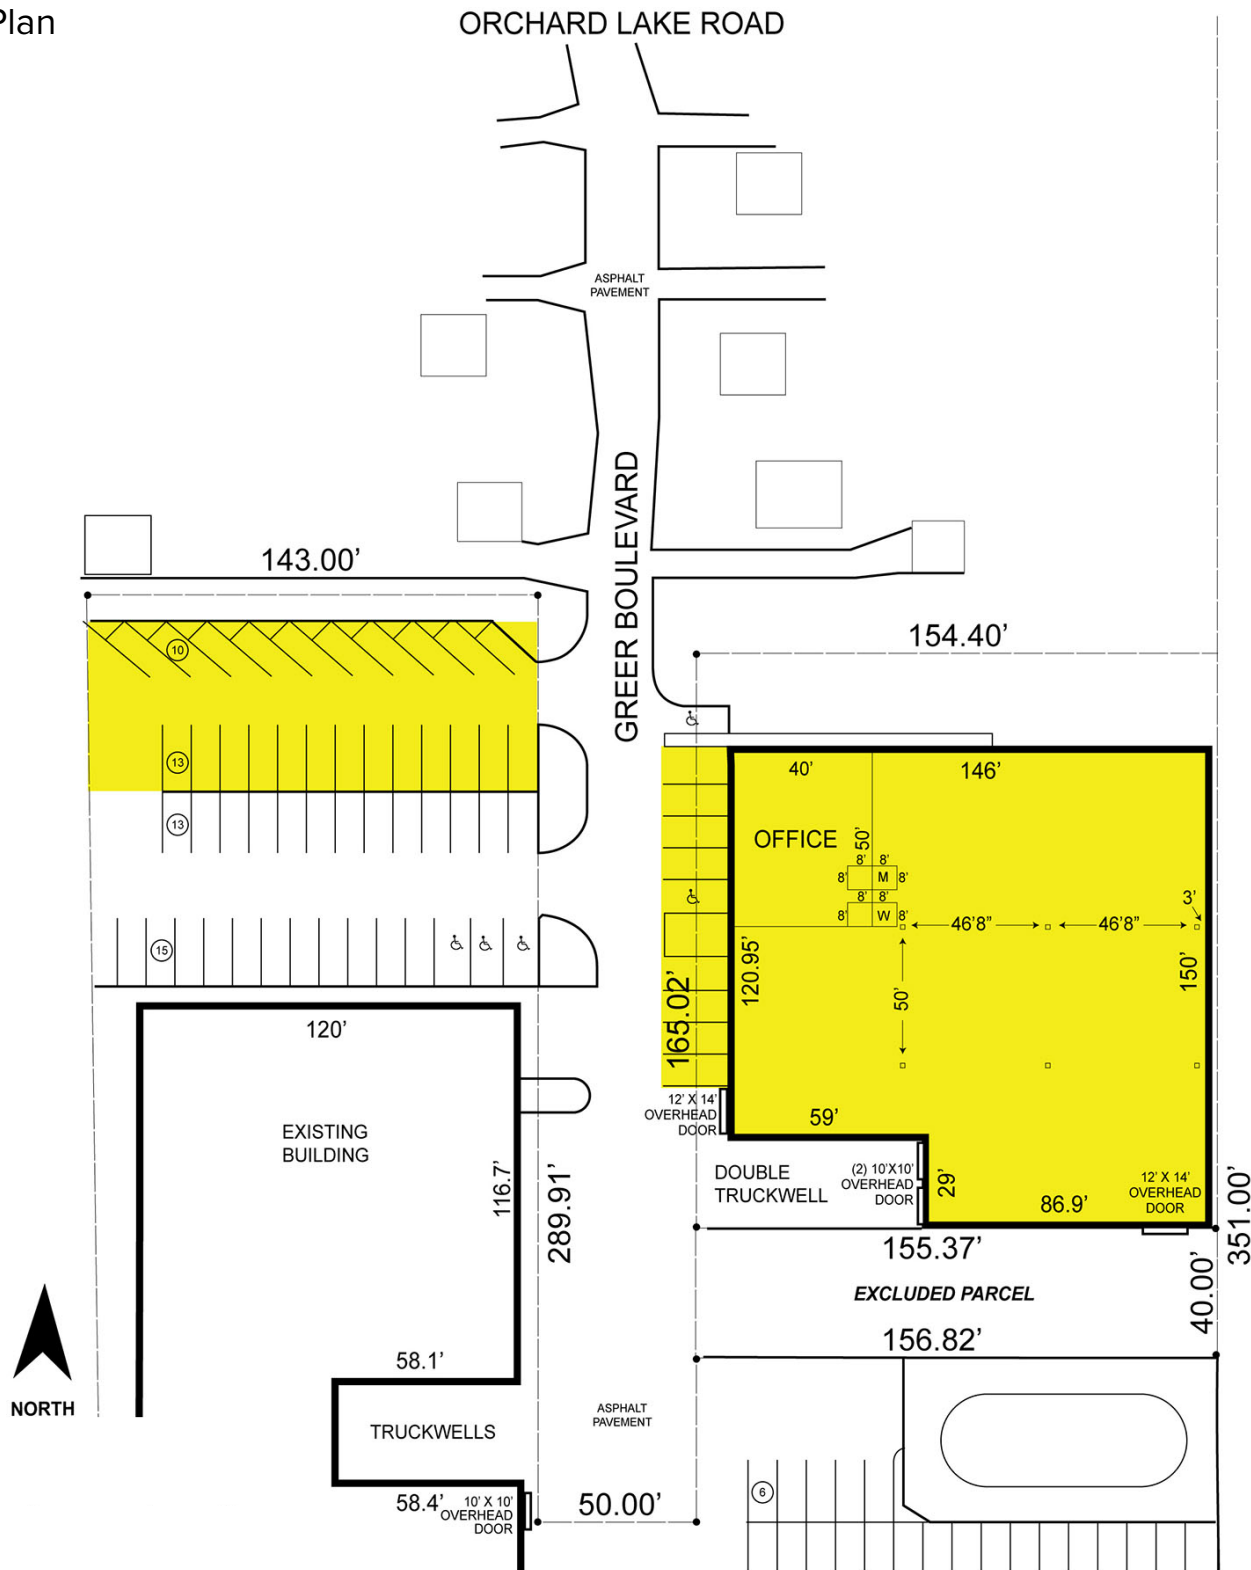 Plan
ORCHARD LAKE ROAD
ASPHALT
PAVEMENT
GREER BOULEVARD
143.00’
154.40’
10
13
13
15
40’
146’
OFFICE
50’
8’
8’
8’
M
8’
8’
8’
8’
W
8’
3’
46’8”
46’8”
50’
120.95’
150’
165.02’
120’
EXISTING
BUILDING
116.7’
289.91’
12’ X 14’
OVERHEAD
DOOR
59’
DOUBLE
TRUCKWELL
(2) 10’X10’
OVERHEAD
DOOR
29’
86.9’
12’ X 14’
OVERHEAD
DOOR
351.00’
155.37’
EXCLUDED PARCEL
40.00’
156.82’
NORTH
58.1’
TRUCKWELLS
58.4’
10’ X 10’
OVERHEAD
DOOR
ASPHALT
PAVEMENT
50.00’
6